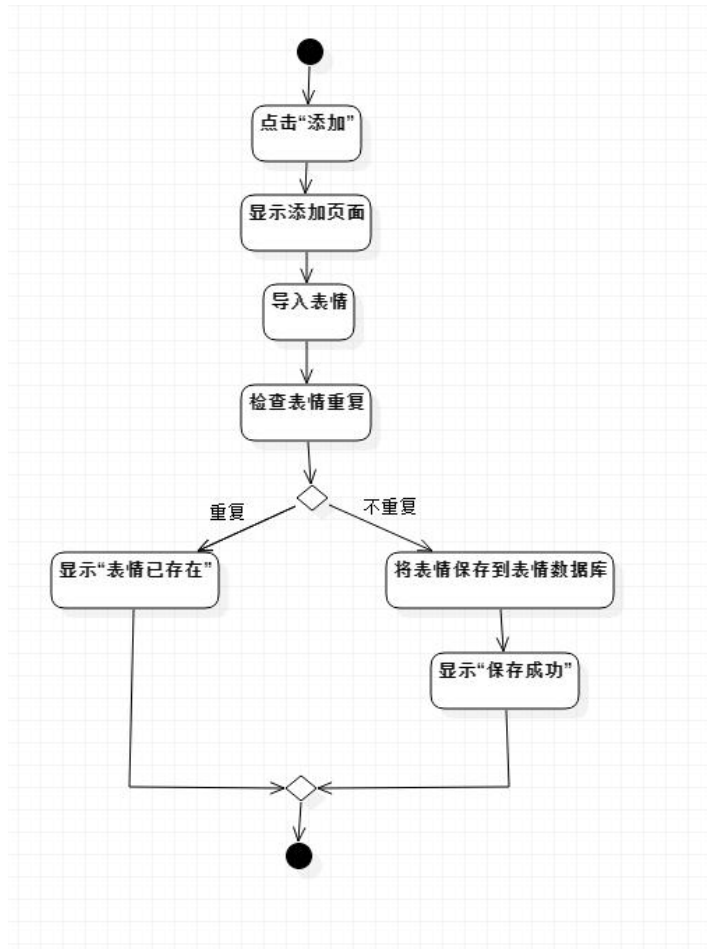 点击“添加”
显示添加页面
导入表情
检查表情重复
重复
不重复
显示“表情已存在”
将表情保存到表情数据库
显示“保存成功”